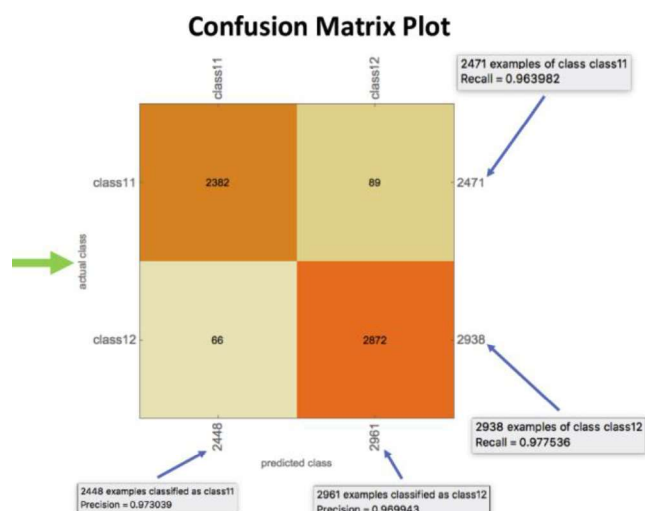 Confusion Matrix Plot
class11
class12
2471 examples of class class11
Recall = 0.963982
class11
2382
89
2471
actual class
class12
66
2872
2938
2448
2961
predicted class
2938 examples of class class12
Recall = 0.977536
2448 examples classified as class11
Precision = 0.973039
2961 examples classified as class12
Precision = 0.969943